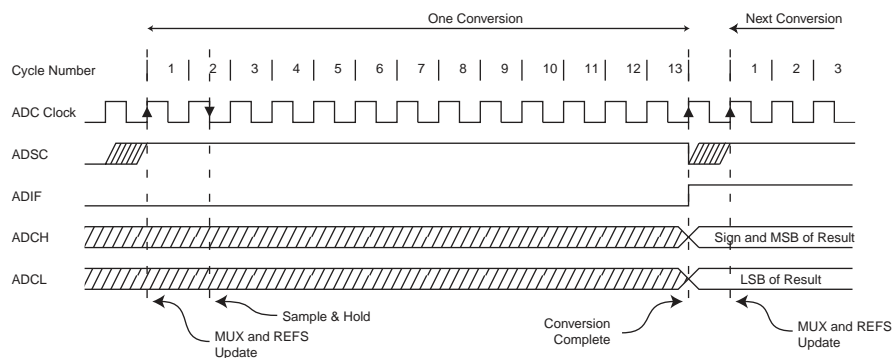 One Conversion
Next Conversion
Cycle Number
1 2 3 4 5 6 7 8 9 10 11 12 13 1 2 3
ADC Clock
ADSC
ADIF
ADCH
Sign and MSB of Result
ADCL
LSB of Result
MUX and REFS
Update
Sample & Hold
Conversion
Complete
MUX and REFS
Update